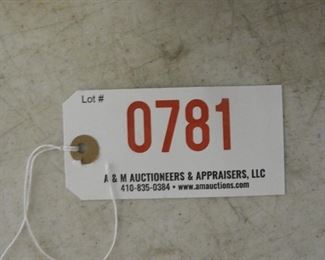 Lot #
0781
A & M AUCTIONEERS & APPRAISERS, LLC
410-835-0384 • www.amauctions.com